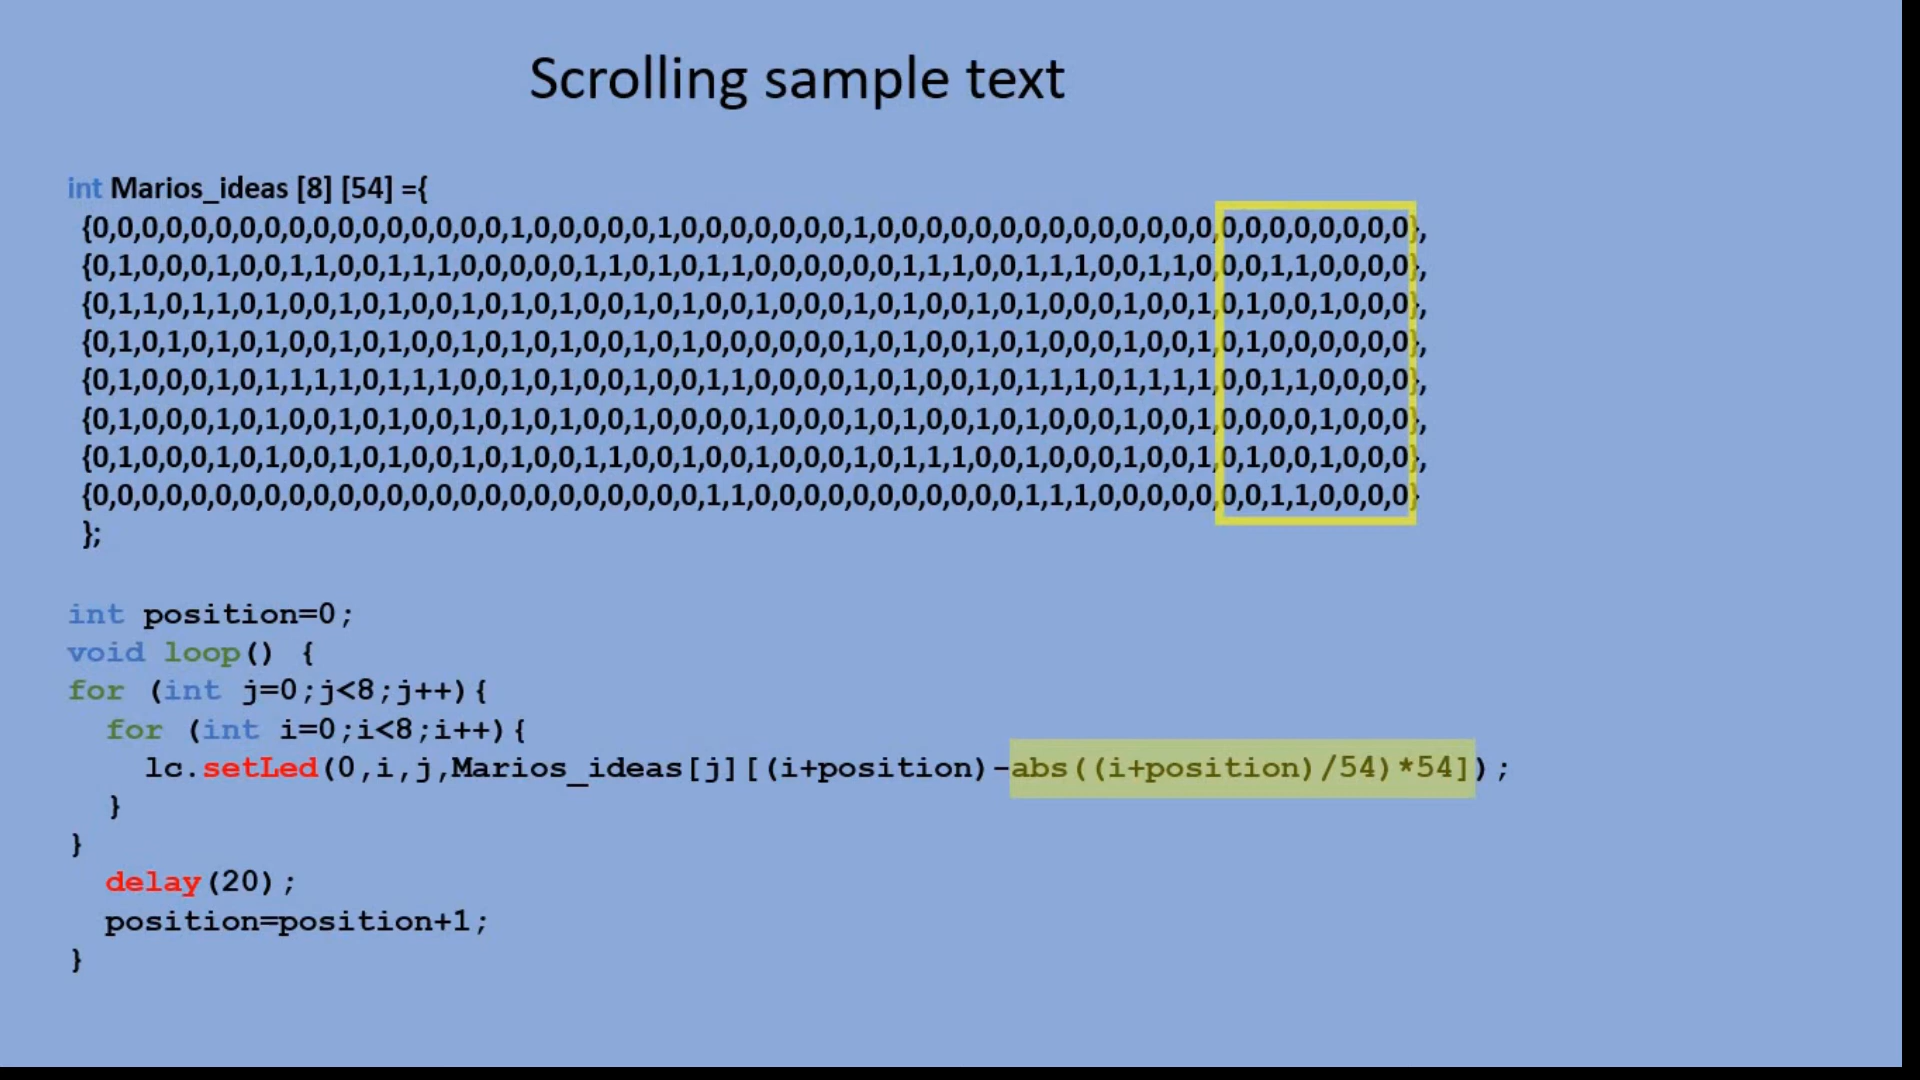 Scrolling sample text
int Marios_ideas [8] [54] ={
{0,0,0,0,0,0,0,0,0,0,0,0,0,0,0,0,0,1,0,0,0,0,0,1,0,0,0,0,0,0,0,1,0,0,0,0,0,0,0,0,0,0,0,0,0,0,0,0,0,0,0,0,0,0},
{0,1,0,0,0,1,0,0,1,1,0,0,1,1,1,0,0,0,0,0,1,1,0,1,0,1,1,0,0,0,0,0,0,1,1,1,0,0,1,1,1,0,0,1,1,0,0,0,1,1,0,0,0,0},
{0,1,1,0,1,1,0,1,0,0,1,0,1,0,0,1,0,1,0,1,0,0,1,0,1,0,0,1,0,0,0,1,0,1,0,0,1,0,1,0,0,0,1,0,0,1,0,1,0,0,1,0,0,0},
{0,1,0,1,0,1,0,1,0,0,1,0,1,0,0,1,0,1,0,1,0,0,1,0,1,0,0,0,0,0,0,1,0,1,0,0,1,0,1,0,0,0,1,0,0,1,0,1,0,0,0,0,0,0},
{0,1,0,0,0,1,0,1,1,1,1,0,1,1,1,0,0,1,0,1,0,0,1,0,0,1,1,0,0,0,0,1,0,1,0,0,1,0,1,1,1,0,1,1,1,1,0,0,1,1,0,0,0,0},
{0,1,0,0,0,1,0,1,0,0,1,0,1,0,0,1,0,1,0,1,0,0,1,0,0,0,0,1,0,0,0,1,0,1,0,0,1,0,1,0,0,0,1,0,0,1,0,0,0,0,1,0,0,0},
{0,1,0,0,0,1,0,1,0,0,1,0,1,0,0,1,0,1,0,0,1,1,0,0,1,0,0,1,0,0,0,1,0,1,1,1,0,0,1,0,0,0,1,0,0,1,0,1,0,0,1,0,0,0},
{0,0,0,0,0,0,0,0,0,0,0,0,0,0,0,0,0,0,0,0,0,0,0,0,0,1,1,0,0,0,0,0,0,0,0,0,0,0,1,1,1,0,0,0,0,0,0,0,1,1,0,0,0,0}
};
int position=0;
void loop() {
for (int j=0;j<8;j++){
for (int i=0;i<8;i++){
lc.setLed(0,i,j,Marios_ideas[j][(i+position)-abs((i+position)/54)*54]);
}
}
delay(20);
position=position+1;
}